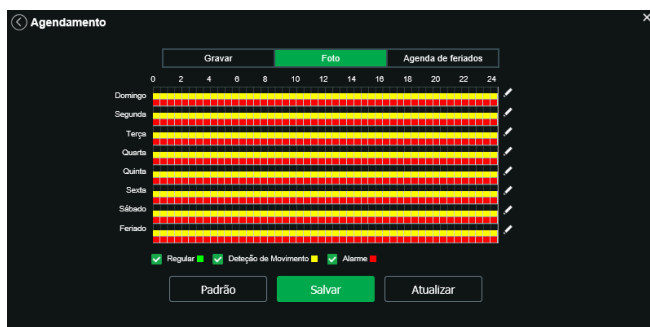 Agendamento
Gravar Foto Agenda de feriados
0 2 4 6 8 10 12 14 16 18 20 22 24
Domingo
Segunda
Terça
Quarta
Quinta
Sexta
Sábado
Feriado
Regular Deteção de Movimento Alarme
Padrão Salvar Atualizar